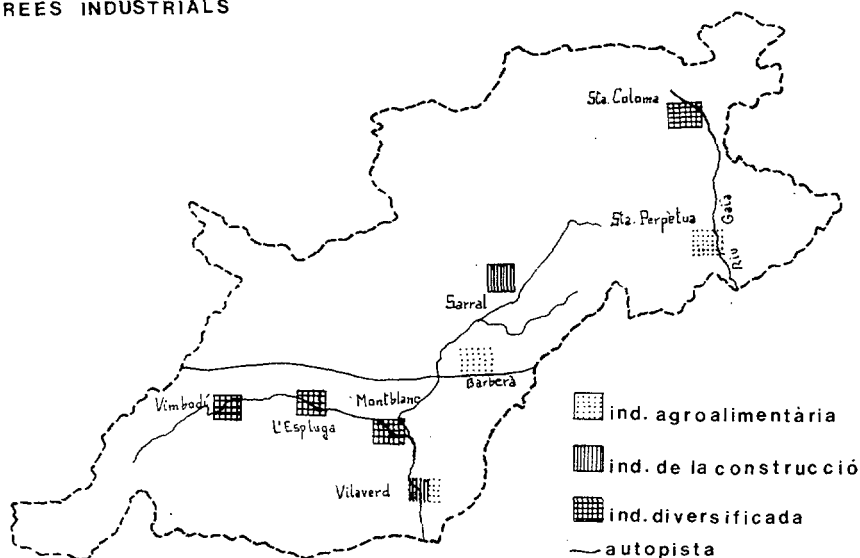 REES INDUSTRIALS
Sta. Coloma
Sta. Perpètua
Riu Gaià
Sarral
Barberà
Montblanc
Vimbodí
L'Espluga
Vilaverd
ind. agroalimentària
ind. de la construcció
ind. diversificada
autopista